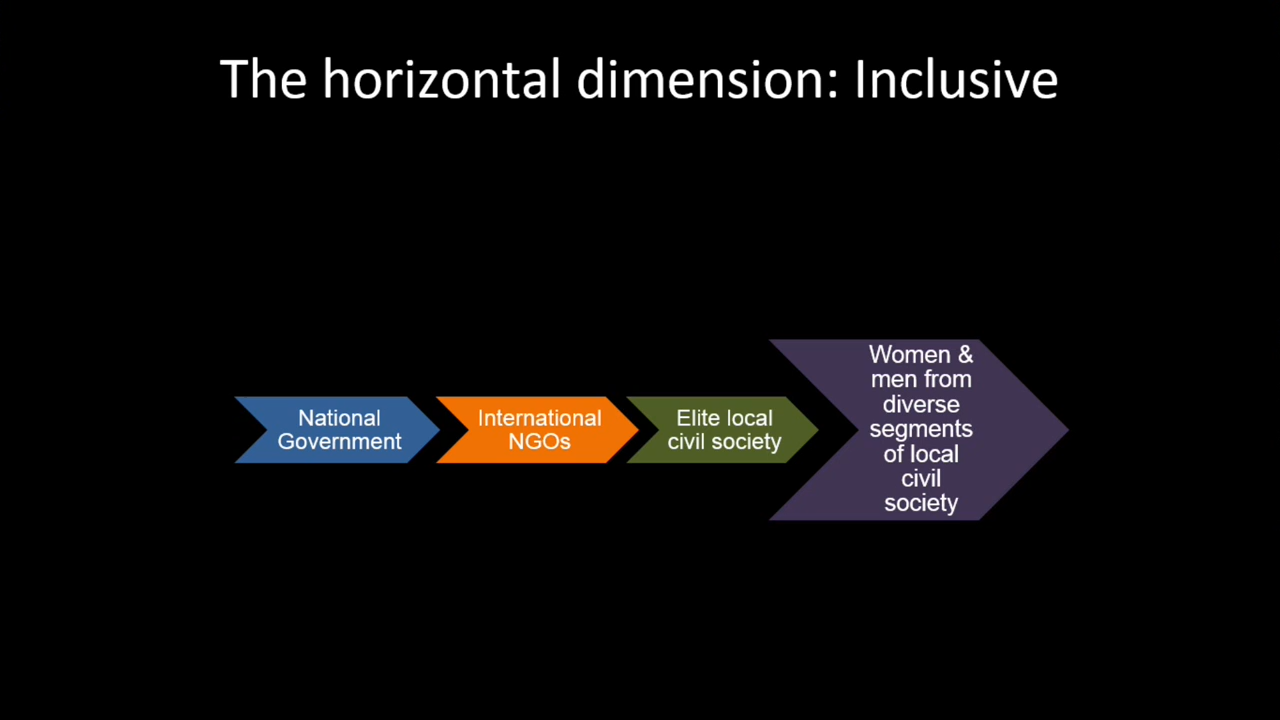 The horizontal dimension: Inclusive
National
Government
International
NGOs
Elite local
civil society
Women &
men from
diverse
segments
of local
civil
society